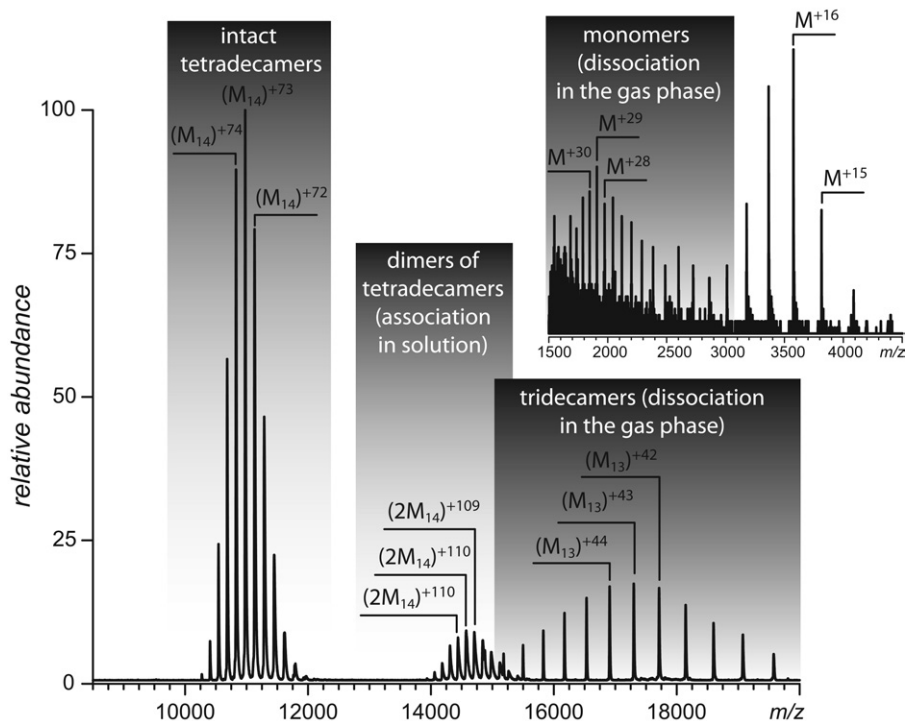 intact
tetradecamers
(M₁₄)⁺⁷³
(M₁₄)⁺⁷⁴
(M₁₄)⁺⁷²
dimers of
tetradecamers
(association
in solution)
(2M₁₄)⁺¹⁰⁹
(2M₁₄)⁺¹¹⁰
(2M₁₄)⁺¹¹⁰
tridecamers (dissociation
in the gas phase)
(M₁₃)⁺⁴²
(M₁₃)⁺⁴³
(M₁₃)⁺⁴⁴
monomers
(dissociation
in the gas phase)
M⁺²⁹
M⁺³⁰
M⁺²⁸
M⁺¹⁶
M⁺¹⁵
1500 2000 2500 3000 3500 4000 m/z
relative abundance
100
75
50
25
0
10000 12000 14000 16000 18000 m/z